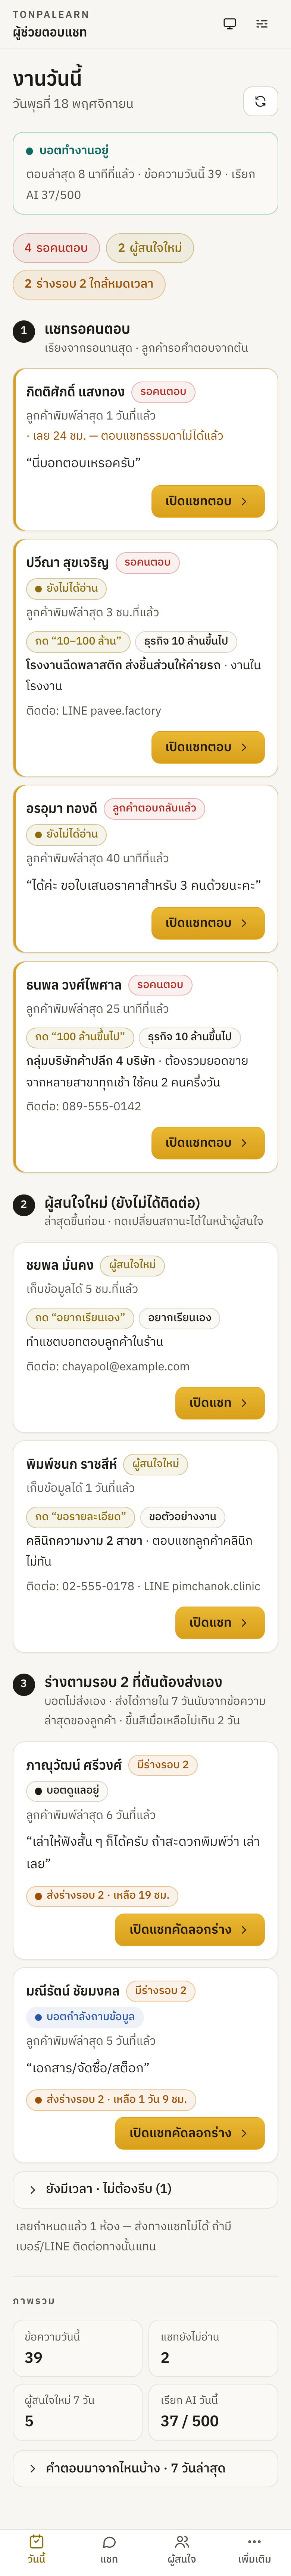 TONPALEARN
ผู้ช่วยตอบแชท
งานวันนี้
วันพุธที่ 18 พฤศจิกายน
บอตทำงานอยู่
ตอบล่าสุด 8 นาทีที่แล้ว · ข้อความวันนี้ 39 · เรียก
AI 37/500
4 รอคนตอบ
2 ผู้สนใจใหม่
2 ร่างรอบ 2 ใกล้หมดเวลา
1 แชทรอคนตอบ
เรียงจากรอนานสุด · ลูกค้ารอคำตอบจากต้น
กิตติศักดิ์ แสงทอง รอคนตอบ
ลูกค้าพิมพ์ล่าสุด 1 วันที่แล้ว
· เลย 24 ชม. — ตอบแชทธรรมดาไม่ได้แล้ว
“นี่บอทตอบเหรอครับ”
เปิดแชทตอบ
ปวีณา สุขเจริญ รอคนตอบ
ยังไม่ได้อ่าน
ลูกค้าพิมพ์ล่าสุด 3 ชม.ที่แล้ว
กด “10–100 ล้าน” ธุรกิจ 10 ล้านขึ้นไป
โรงงานฉีดพลาสติก ส่งชิ้นส่วนให้ค่ายรถ · งานใน
โรงงาน
ติดต่อ: LINE pavee.factory
เปิดแชทตอบ
อรอุมา ทองดี ลูกค้าตอบกลับแล้ว
ยังไม่ได้อ่าน
ลูกค้าพิมพ์ล่าสุด 40 นาทีที่แล้ว
“ได้ค่ะ ขอใบเสนอราคาสำหรับ 3 คนด้วยนะคะ”
เปิดแชทตอบ
ธนพล วงศ์ไพศาล รอคนตอบ
ลูกค้าพิมพ์ล่าสุด 25 นาทีที่แล้ว
กด “100 ล้านขึ้นไป” ธุรกิจ 10 ล้านขึ้นไป
กลุ่มบริษัทค้าปลีก 4 บริษัท · ต้องรวมยอดขาย
จากหลายสาขาทุกเช้า ใช้คน 2 คนครึ่งวัน
ติดต่อ: 089-555-0142
เปิดแชทตอบ
2 ผู้สนใจใหม่ (ยังไม่ได้ติดต่อ)
ล่าสุดขึ้นก่อน · กดเปลี่ยนสถานะได้ในหน้าผู้สนใจ
ชยพล มั่นคง ผู้สนใจใหม่
เก็บข้อมูลได้ 5 ชม.ที่แล้ว
กด “อยากเรียนเอง” อยากเรียนเอง
ทำแชตบอทตอบลูกค้าในร้าน
ติดต่อ: chayapol@example.com
เปิดแชท
พิมพ์ชนก ราชสีห์ ผู้สนใจใหม่
เก็บข้อมูลได้ 1 วันที่แล้ว
กด “ขอรายละเอียด” ขอตัวอย่างงาน
คลินิกความงาม 2 สาขา · ตอบแชทลูกค้าคลินิก
ไม่ทัน
ติดต่อ: 02-555-0178 · LINE pimchanok.clinic
เปิดแชท
3 ร่างตามรอบ 2 ที่ต้นต้องส่งเอง
บอตไม่ส่งเอง · ส่งได้ภายใน 7 วันนับจากข้อความ
ล่าสุดของลูกค้า · ขึ้นสีเมื่อเหลือไม่เกิน 2 วัน
ภาณุวัฒน์ ศรีวงศ์ มีร่างรอบ 2
บอตดูแลอยู่
ลูกค้าพิมพ์ล่าสุด 6 วันที่แล้ว
“เล่าให้ฟังสั้น ๆ ก็ได้ครับ ถ้าสะดวกพิมพ์ว่า เล่า
เลย”
ส่งร่างรอบ 2 · เหลือ 19 ชม.
เปิดแชทคัดลอกร่าง
มณีรัตน์ ชัยมงคล มีร่างรอบ 2
บอตกำลังถามข้อมูล
ลูกค้าพิมพ์ล่าสุด 5 วันที่แล้ว
“เอกสาร/จัดซื้อ/สต็อก”
ส่งร่างรอบ 2 · เหลือ 1 วัน 9 ชม.
เปิดแชทคัดลอกร่าง
ยังมีเวลา · ไม่ต้องรีบ (1)
เลยกำหนดแล้ว 1 ห้อง — ส่งทางแชทไม่ได้ ถ้ามี
เบอร์/LINE ติดต่อทางนั้นแทน
ภาพรวม
ข้อความวันนี้
39
แชทยังไม่อ่าน
2
ผู้สนใจใหม่ 7 วัน
5
เรียก AI วันนี้
37 / 500
คำตอบมาจากไหนบ้าง · 7 วันล่าสุด
วันนี้
แชท
ผู้สนใจ
เพิ่มเติม